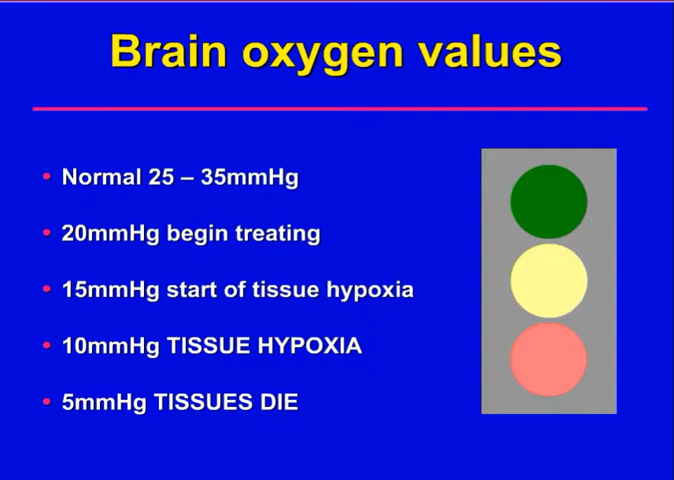 Brain oxygen values
• Normal 25 – 35mmHg
• 20mmHg begin treating
• 15mmHg start of tissue hypoxia
• 10mmHg TISSUE HYPOXIA
• 5mmHg TISSUES DIE